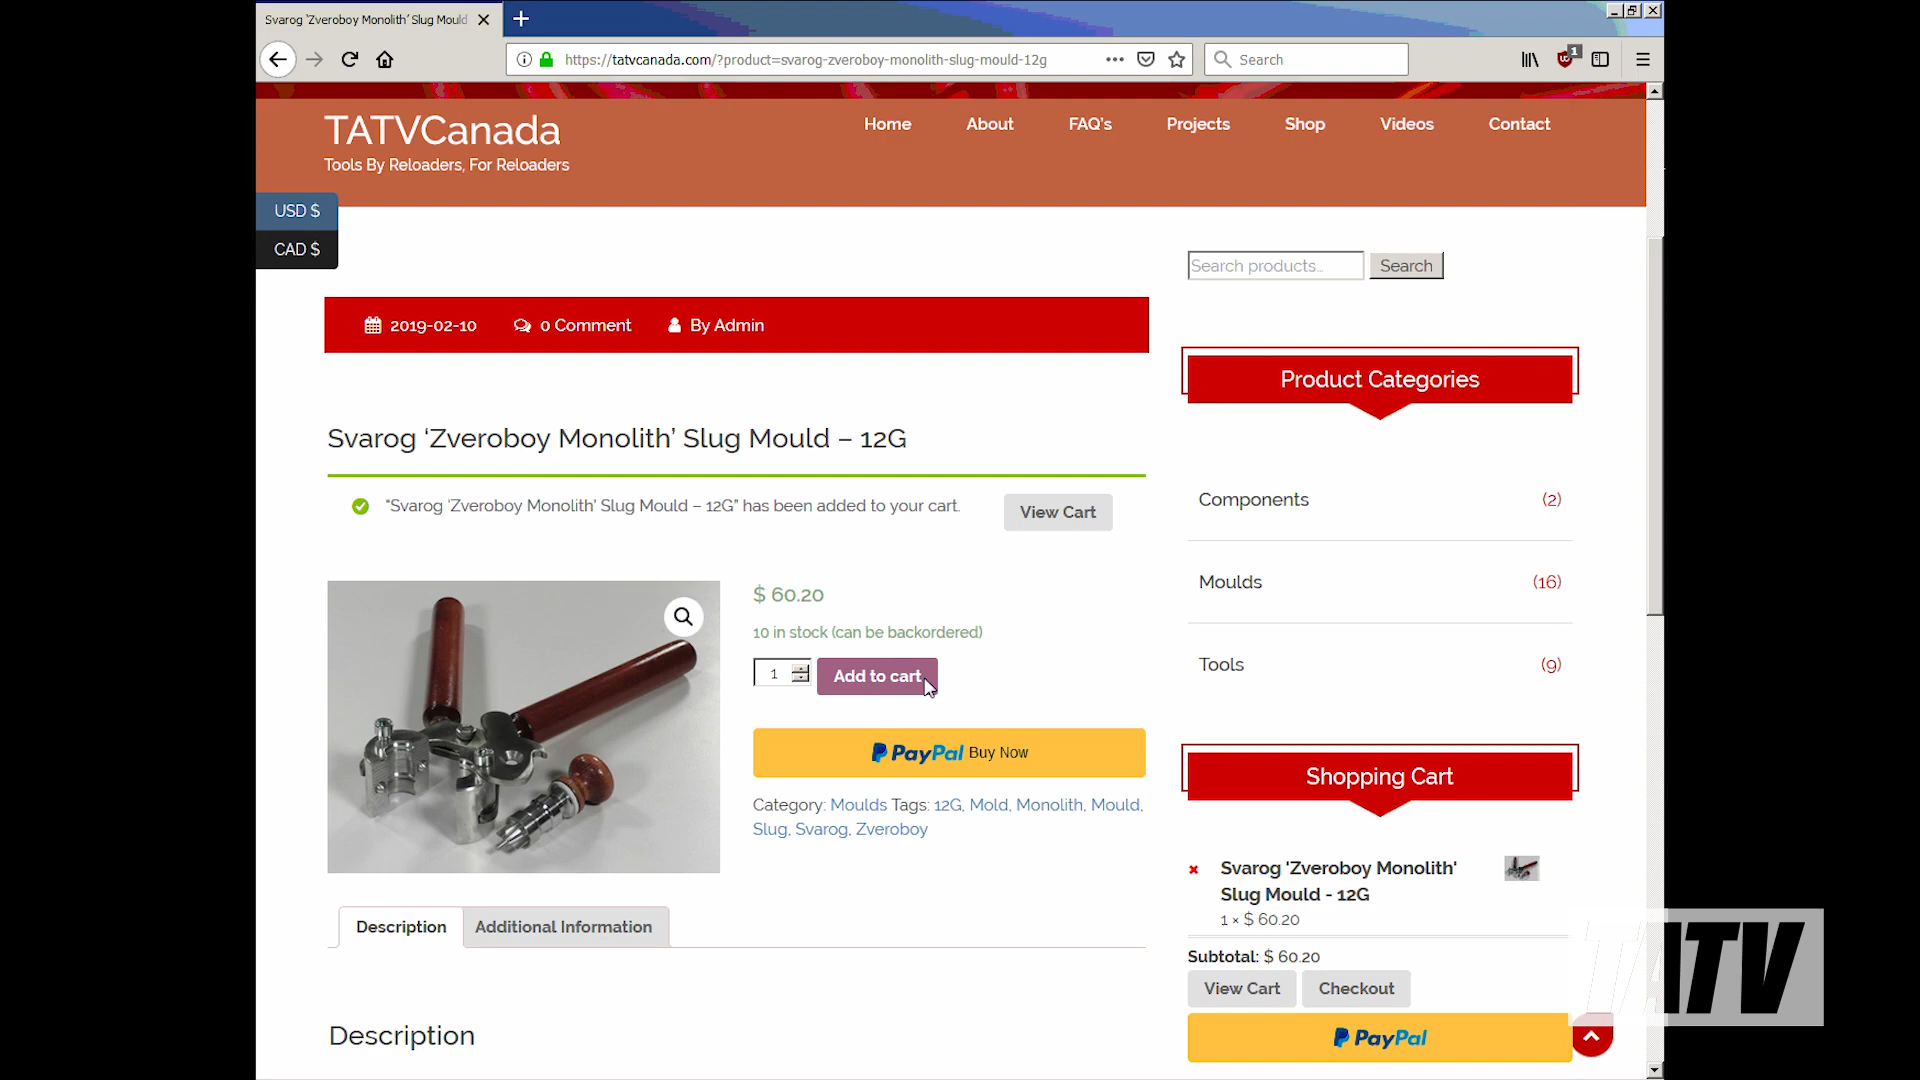 Svarog ‘Zveroboy Monolith’ Slug Mould
https://tatvcanada.com/?product=svarog-zveroboy-monolith-slug-mould-12g
Search
1
TATVCanada
Tools By Reloaders, For Reloaders
Home
About
FAQ's
Projects
Shop
Videos
Contact
USD $
CAD $
Search products…
Search
2019-02-10
0 Comment
By Admin
Product Categories
Svarog ‘Zveroboy Monolith’ Slug Mould – 12G
"Svarog 'Zveroboy Monolith' Slug Mould – 12G" has been added to your cart.
View Cart
Components (2)
Moulds (16)
Tools (9)
$ 60.20
10 in stock (can be backordered)
1
Add to cart
PayPal Buy Now
Category: Moulds Tags: 12G, Mold, Monolith, Mould,
Slug, Svarog, Zveroboy
Shopping Cart
Svarog 'Zveroboy Monolith'
Slug Mould - 12G
1 × $ 60.20
Subtotal: $ 60.20
View Cart
Checkout
PayPal
Description
Additional Information
Description
TATV